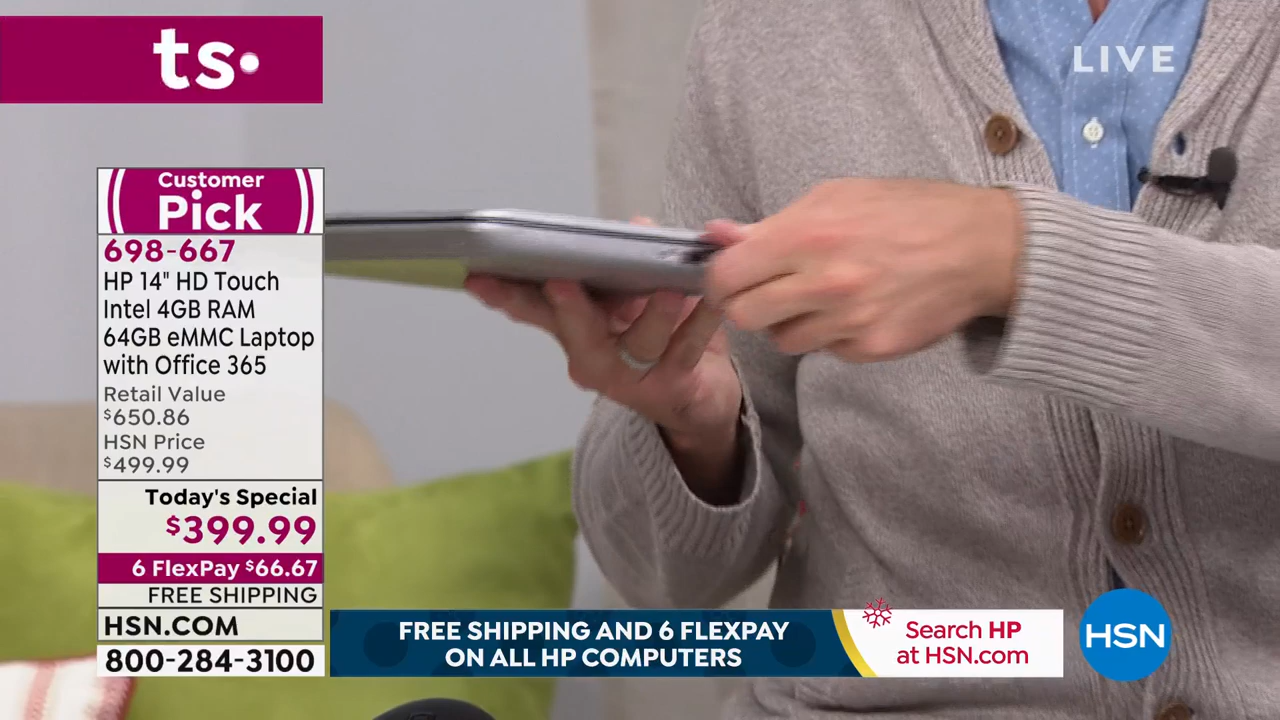 ts.
LIVE
Customer
Pick
698-667
HP 14" HD Touch
Intel 4GB RAM
64GB eMMC Laptop
with Office 365
Retail Value
$650.86
HSN Price
$499.99
Today's Special
$399.99
6 FlexPay $66.67
FREE SHIPPING
HSN.COM
800-284-3100
FREE SHIPPING AND 6 FLEXPAY
ON ALL HP COMPUTERS
Search HP
at HSN.com
HSN